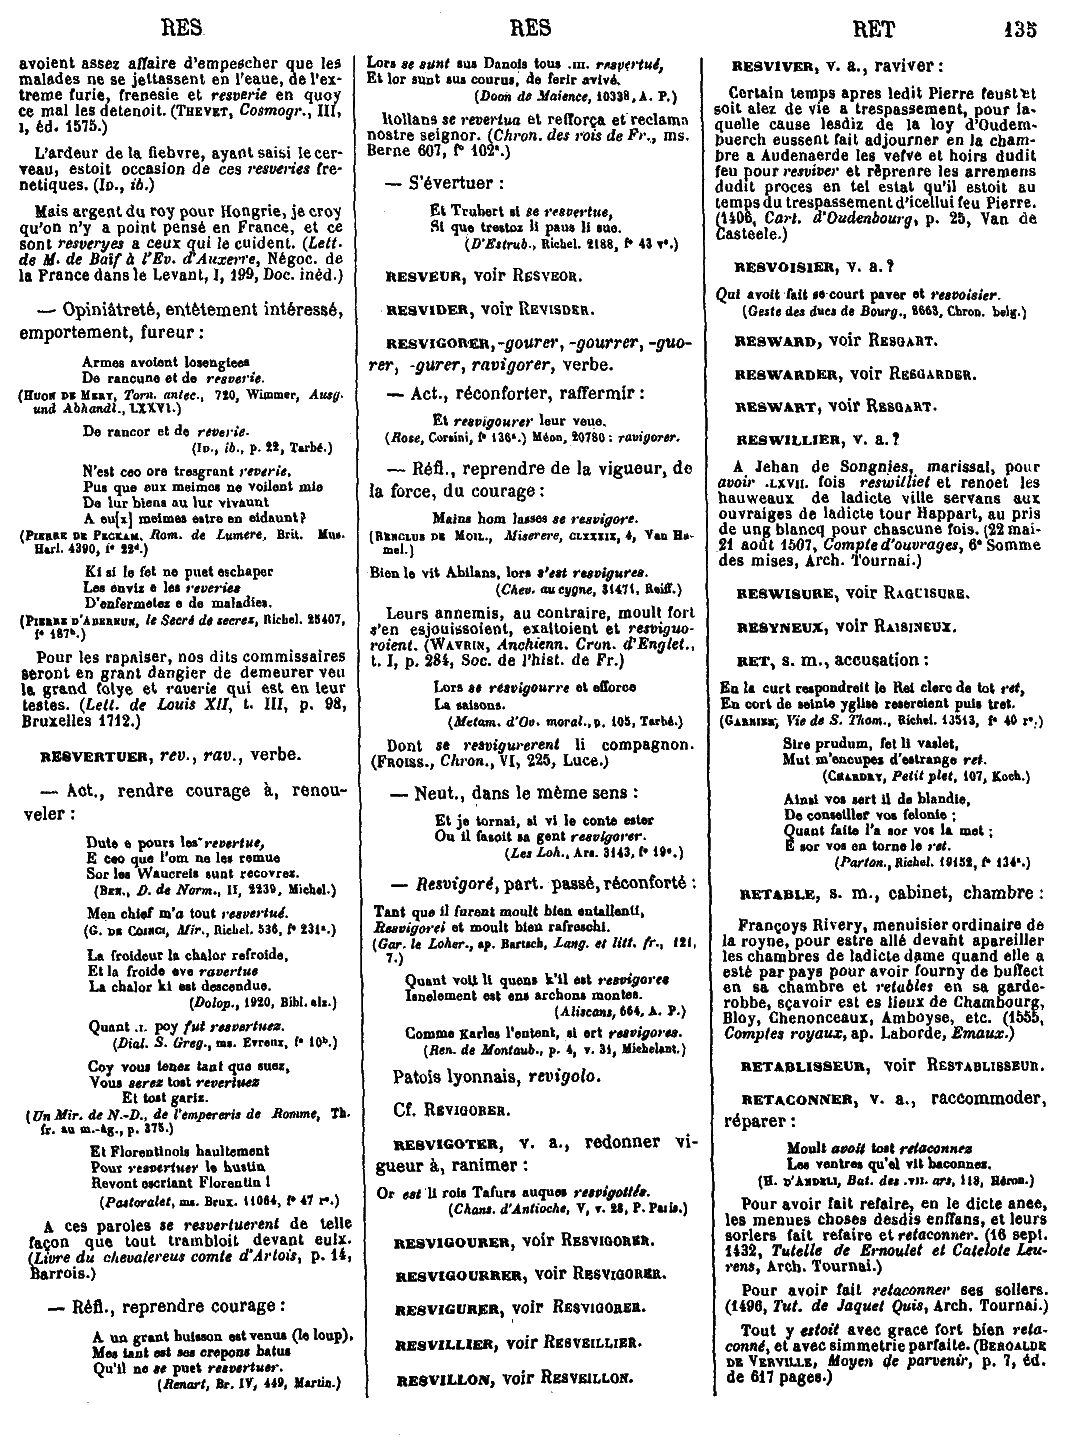 RES
RES
RET
135
avoient assez affaire d'empescher que les
malades ne se jettassent en l'eaue, de l'ex-
treme furie, frenesie et resverie en quoy
ce mal les detenoit. (THEVET, Cosmogr., III,
1, éd. 1575.)
L'ardeur de la fiebvre, ayant saisi le cer-
veau, estoit occasion de ces resveries fre-
netiques. (ID., ib.)
Mais argent du roy pour Hongrie, je croy
qu'on n'y a point pensé en France, et ce
sont resveryes a ceux qui le cuident. (Lett.
de M. de Baïf à l'Ev. d'Auxerre, Négoc. de
la France dans le Levant, I, 199, Doc. inéd.)
— Opiniâtreté, entêtement intéressé,
emportement, fureur :
Armes avoient losengiees
De rancune et de resverie.
(HUON DE MERY, Torn. antec., 720, Wimmer, Ausg.
und Abhandl., LXXVI.)
De rancor et de reverie.
(ID., ib., p. 22, Tarbé.)
N'est ceo ore tresgrant reverie,
Pus que eux meimes ne voilent mie
De lur biens au lur vivaunt
A eu[x] meimes estre en eidaunt?
(PIERRE DE PECKAM, Rom. de Lumere, Brit. Mus.
Harl. 4390, f° 22d.)
Ki si le fet ne puet eschaper
Les enviz e les reveries
D'enfermetez e de maladies.
(PIERRE D'ABERNUN, le Secré de secrez, Richel. 25407,
f° 187b.)
Pour les rapaiser, nos dits commissaires
seront en grant dangier de demeurer veu
la grand folye et raverie qui est en leur
testes. (Lett. de Louis XII, t. III, p. 98,
Bruxelles 1712.)
RESVERTUER, rev., rav., verbe.
— Act., rendre courage à, renou-
veler :
Dute e pours les revertue,
E ceo que l'om ne les remue
Sor les Waucreis sunt recovrez.
(BEN., D. de Norm., II, 2239, Michel.)
Men chief m'a tout resvertué.
(G. DE COINCI, Mir., Richel. 536, f° 231a.)
La froideur la chalor refroide,
Et la froide eve ravertue
La chalor ki est descendue.
(Dolop., 1920, Bibl. elz.)
Quant .I. poy fut resvertuez.
(Dial. S. Greg., ms. Evreux, f° 10b.)
Coy vous tenez tant que suez,
Vous serez tost revertuez
Et tost gariz.
(Un Mir. de N.-D., de l'empereris de Romme, Th.
fr. au m.-âg., p. 375.)
Et Florentinois haultement
Pour resvertuer le hustin
Revont escriant Florentin !
(Pastoralet, ms. Brux. 11064, f° 47 r°.)
A ces paroles se resvertuerent de telle
façon que tout trambloit devant eulx.
(Livre du chevalereus comte d'Artois, p. 14,
Barrois.)
— Réfl., reprendre courage :
A un grant buisson est venus (le loup),
Mes tant est ses crepons batus
Qu'il ne se puet resvertuer.
(Renart, Br. IV, 449, Martin.)
Lors se sunt sus Danois tous .III. resvertué,
Et lor sunt sus courus, de ferir avivé.
(Doon de Maience, 10338, A. P.)
Rollans se revertua et refforça et reclama
nostre seignor. (Chron. des rois de Fr., ms.
Berne 607, f° 102a.)
— S'évertuer :
Et Trubert si se resvertue,
Si que trestoz li paus li sue.
(D'Estrub., Richel. 2188, f° 43 v°.)
RESVEUR, voir RESVEOR.
RESVIDER, voir REVISDER.
RESVIGORER, -gourer, -gourrer, -guo-
rer, -gurer, ravigorer, verbe.
— Act., réconforter, raffermir :
Et resvigourer leur veue.
(Rose, Corsini, f° 136a.) Méon, 20780 : ravigorer.
— Réfl., reprendre de la vigueur, de
la force, du courage :
Mains hom lasses se resvigore.
(RENCLUS DE MOIL., Miserere, CLXXIX, 4, Van Ha-
mel.)
Bien le vit Abilans, lors s'est resvigures.
(Chev. au cygne, 31471, Reiff.)
Leurs annemis, au contraire, moult fort
s'en esjouissoient, exaltoient et resviguo-
roient. (WAVRIN, Anchienn. Cron. d'Englet.,
t. I, p. 284, Soc. de l'hist. de Fr.)
Lors se resvigourre et efforce
La saisons.
(Metam. d'Ov. moral., p. 105, Tarbé.)
Dont se resvigurerent li compagnon.
(FROISS., Chron., VI, 225, Luce.)
— Neut., dans le même sens :
Et je tornai, si vi le conte ester
Ou il fasoit sa gent resvigorer.
(Les Loh., Ars. 3143, f° 19c.)
— Resvigoré, part. passé, réconforté :
Tant que il furent moult bien entallenti,
Resvigorei et moult bien rafreschi.
(Gar. le Loher., ap. Bartsch, Lang. et litt. fr., 121,
7.)
Quant voit li quens k'il est resvigores
Isnelement est ens archons montes.
(Aliscans, 664, A. P.)
Comme Karles l'entent, si ert resvigores.
(Ren. de Montaub., p. 4, v. 31, Michelant.)
Patois lyonnais, revigolo.
Cf. REVIGORER.
RESVIGOTER, v. a., redonner vi-
gueur à, ranimer :
Or est li rois Tafurs auques resvigottés.
(Chans. d'Antioche, V, v. 28, P. Paris.)
RESVIGOURER, voir RESVIGORER.
RESVIGOURRER, voir RESVIGORER.
RESVIGURER, voir RESVIGORER.
RESVILLIER, voir RESVEILLIER.
RESVILLON, voir RESVEILLON.
RESVIVER, v. a., raviver :
Certain temps apres ledit Pierre feust et
soit alez de vie a trespassement, pour la-
quelle cause lesdiz de la loy d'Oudem-
buerch eussent fait adjourner en la cham-
bre a Audenaerde les vefve et hoirs dudit
feu pour resviver et reprenre les arremens
dudit proces en tel estat qu'il estoit au
temps du trespassement d'icellui feu Pierre.
(1406, Cart. d'Oudenbourg, p. 25, Van de
Casteele.)
RESVOISIER, v. a. ?
Qui avoit fait se court paver et resvoisier.
(Geste des ducs de Bourg., 8663, Chron. belg.)
RESWARD, voir RESGART.
RESWARDER, voir RESGARDER.
RESWART, voir RESGART.
RESWILLIER, v. a. ?
A Jehan de Songnies, marissal, pour
avoir .LXVII. fois reswilliet et renoet les
hauweaux de ladicte ville servans aux
ouvraiges de ladicte tour Happart, au pris
de ung blancq pour chascune fois. (22 mai-
21 août 1507, Compte d'ouvrages, 6e Somme
des mises, Arch. Tournai.)
RESWISURE, voir RAGUISURE.
RESYNEUX, voir RAISINEUX.
RET, s. m., accusation :
En la curt respondreit le Rei clerc de tot ret,
En cort de seinte yglise resereient puis tret.
(GARNIER, Vie de S. Thom., Richel. 13513, f° 40 r°.)
Sire prudum, fet li vaslet,
Mut m'encupes d'estrange ret.
(CHARDRY, Petit plet, 107, Koch.)
Ainsi vos sert il de blandie,
De conseillier vos felonie ;
Quant faite l'a sor vos la met ;
E sor vos en torne le ret.
(Parton., Richel. 19152, f° 134a.)
RETABLE, s. m., cabinet, chambre :
Françoys Rivery, menuisier ordinaire de
la royne, pour estre allé devant apareiller
les chambres de ladicte dame quand elle a
esté par pays pour avoir fourny de buffect
en sa chambre et retables en sa garde-
robbe, sçavoir est es lieux de Chambourg,
Bloy, Chenonceaux, Amboyse, etc. (1555,
Comptes royaux, ap. Laborde, Emaux.)
RETABLISSEUR, voir RESTABLISSEUR.
RETACONNER, v. a., raccommoder,
réparer :
Moult avoit tost retaconnez
Les ventres qu'el vit baconnez.
(H. D'ANDELI, Bat. des .VII. ars, 118, Héron.)
Pour avoir fait refaire, en le dicte anee,
les menues choses desdis enffans, et leurs
sorlers fait refaire et retaconner. (16 sept.
1432, Tutelle de Ernoulet et Catelote Leu-
rens, Arch. Tournai.)
Pour avoir fait retaconner ses sollers.
(1496, Tut. de Jaquet Quis, Arch. Tournai.)
Tout y estoit avec grace fort bien reta-
conné, et avec simmetrie parfaite. (BEROALDE
DE VERVILLE, Moyen de parvenir, p. 7, éd.
de 617 pages.)